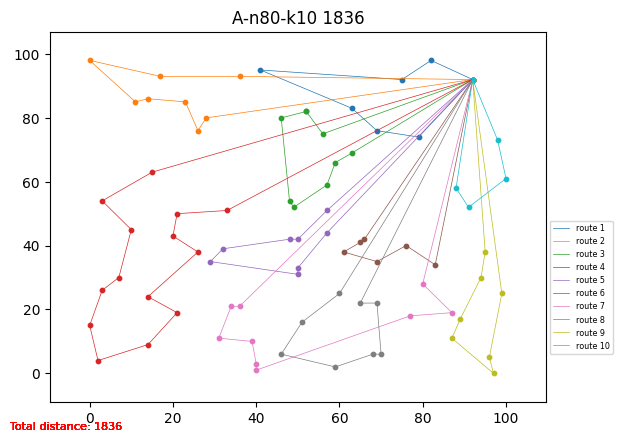 A-n80-k10 1836
100
80
60
40
20
0
0
20
40
60
80
100
route 1
route 2
route 3
route 4
route 5
route 6
route 7
route 8
route 9
route 10
Total distance: 1836